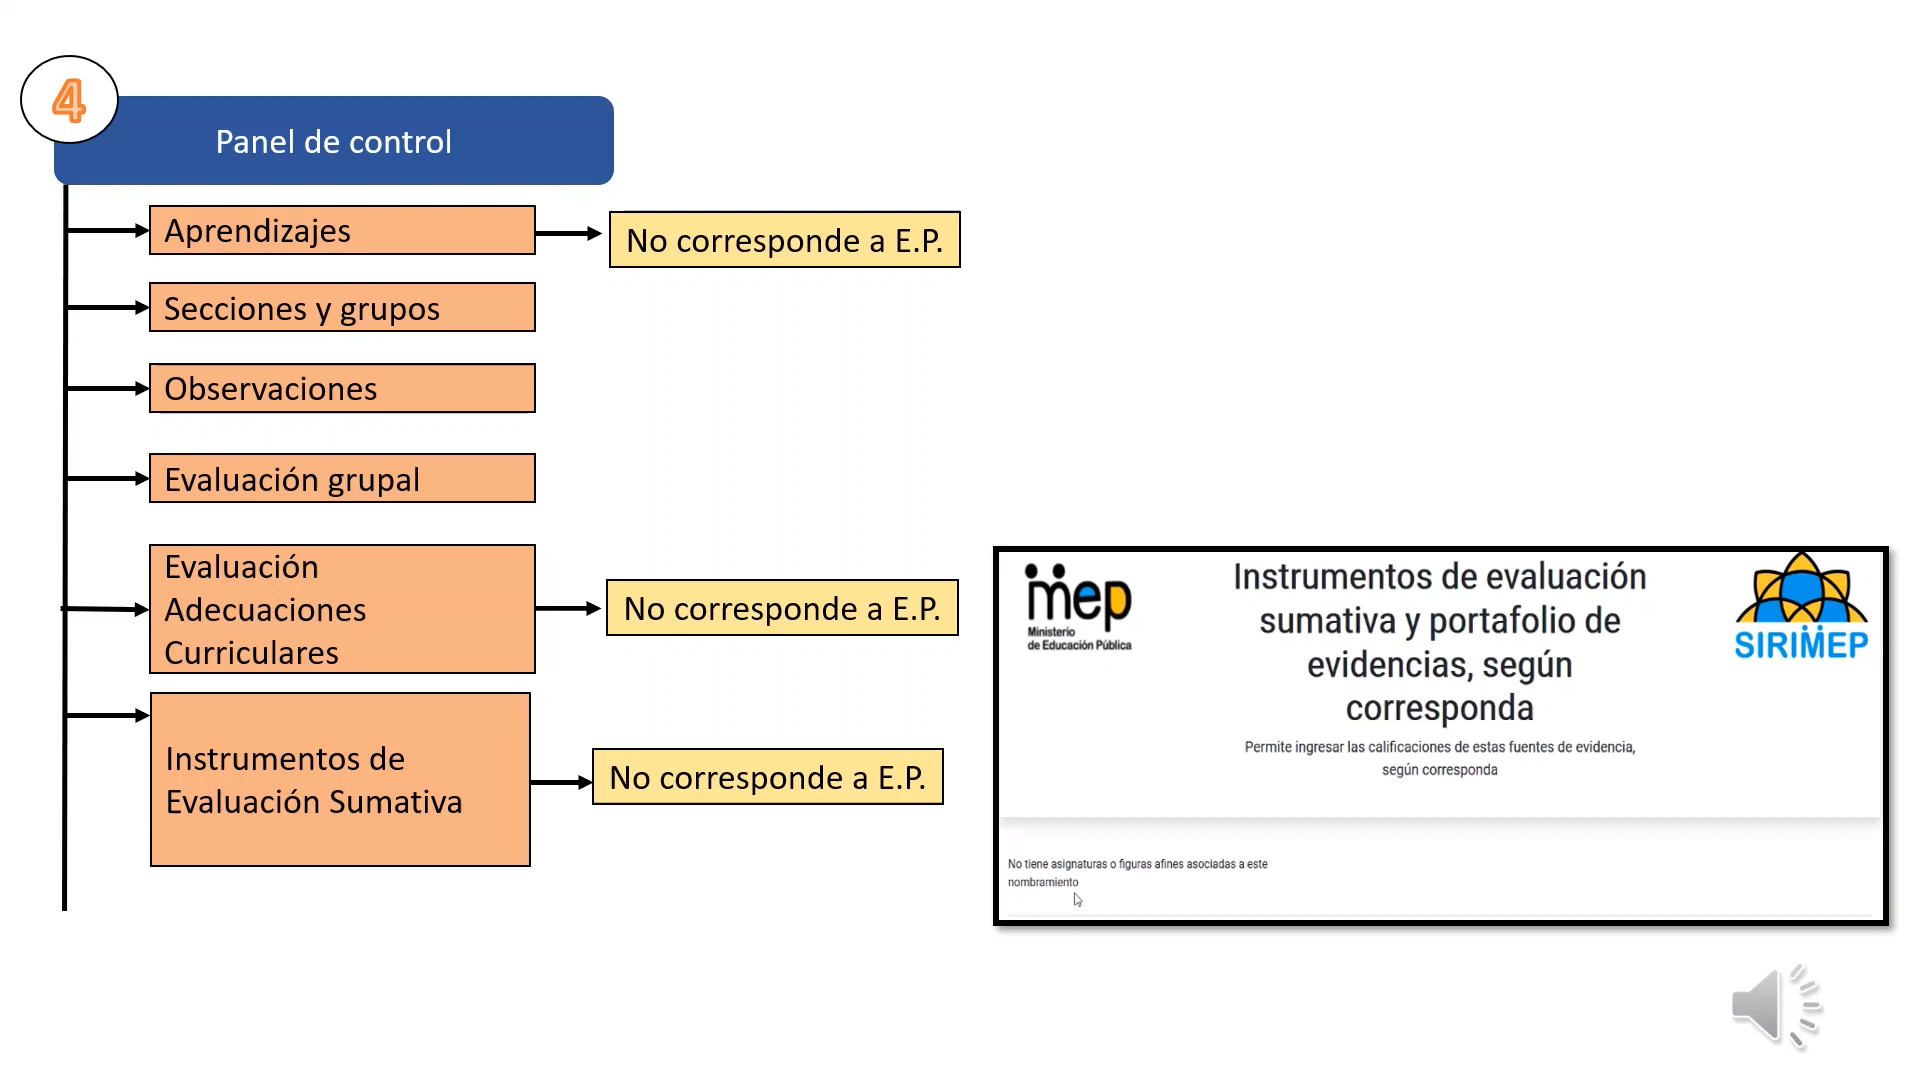 4
Panel de control
Aprendizajes
No corresponde a E.P.
Secciones y grupos
Observaciones
Evaluación grupal
Evaluación
Adecuaciones
Curriculares
No corresponde a E.P.
Instrumentos de
Evaluación Sumativa
No corresponde a E.P.
mep
Ministerio
de Educación Pública
Instrumentos de evaluación
sumativa y portafolio de
evidencias, según
corresponda
SIRIMEP
Permite ingresar las calificaciones de estas fuentes de evidencia,
según corresponda
No tiene asignaturas o figuras afines asociadas a este
nombramiento